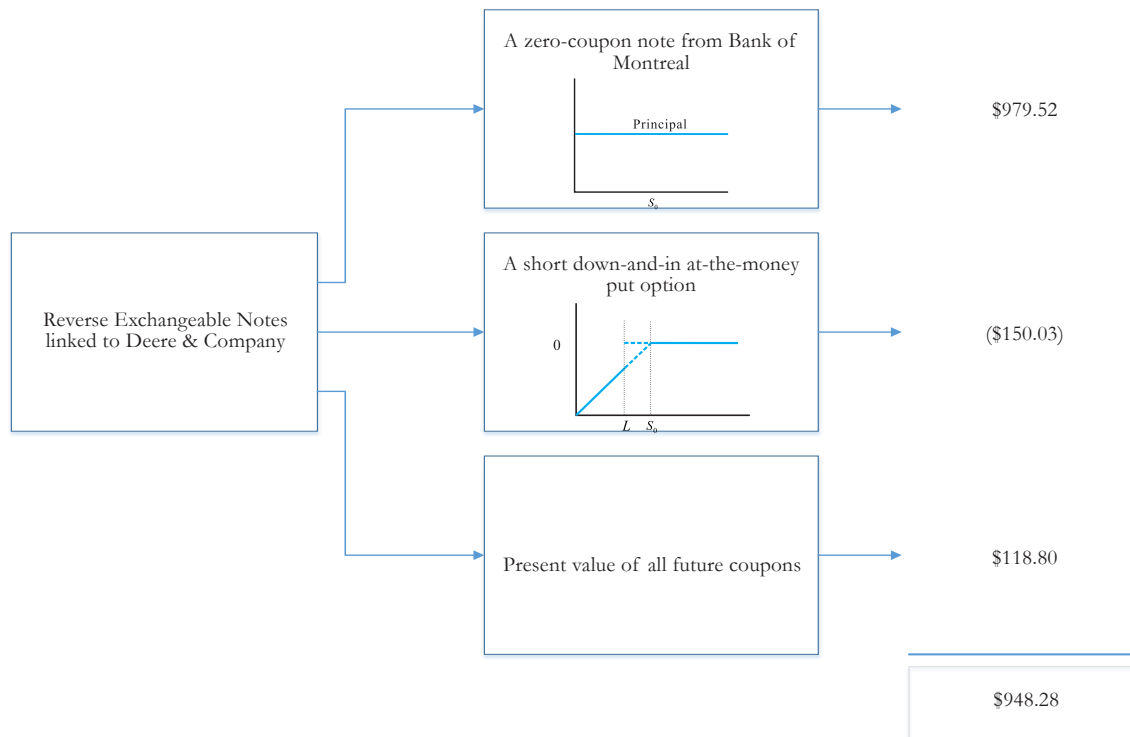 A zero-coupon note from Bank of
Montreal
Principal
S₀
$979.52
Reverse Exchangeable Notes
linked to Deere & Company
A short down-and-in at-the-money
put option
0
L S₀
($150.03)
Present value of all future coupons
$118.80
$948.28